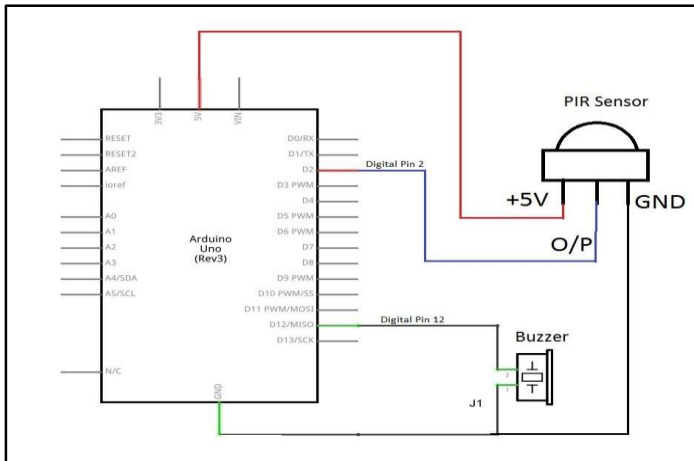 3V3
5V
VIN
PIR Sensor
RESET
RESET2
AREF
ioref
A0
A1
A2
A3
A4/SDA
A5/SCL
N/C
Arduino
Uno
(Rev3)
D0/RX
D1/TX
D2
D3 PWM
D4
D5 PWM
D6 PWM
D7
D8
D9 PWM
D10 PWM/SS
D11 PWM/MOSI
D12/MISO
D13/SCK
GND
Digital Pin 2
+5V
GND
O/P
Digital Pin 12
Buzzer
2
1
J1